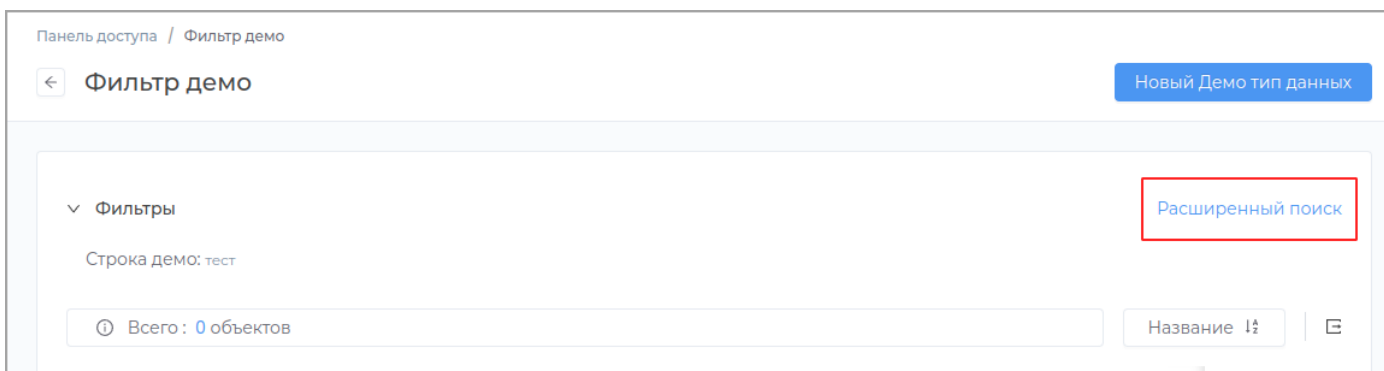 Панель доступа / Фильтр демо
Фильтр демо
Новый Демо тип данных
Фильтры
Расширенный поиск
Строка демо: тест
Всего : 0 объектов
Название